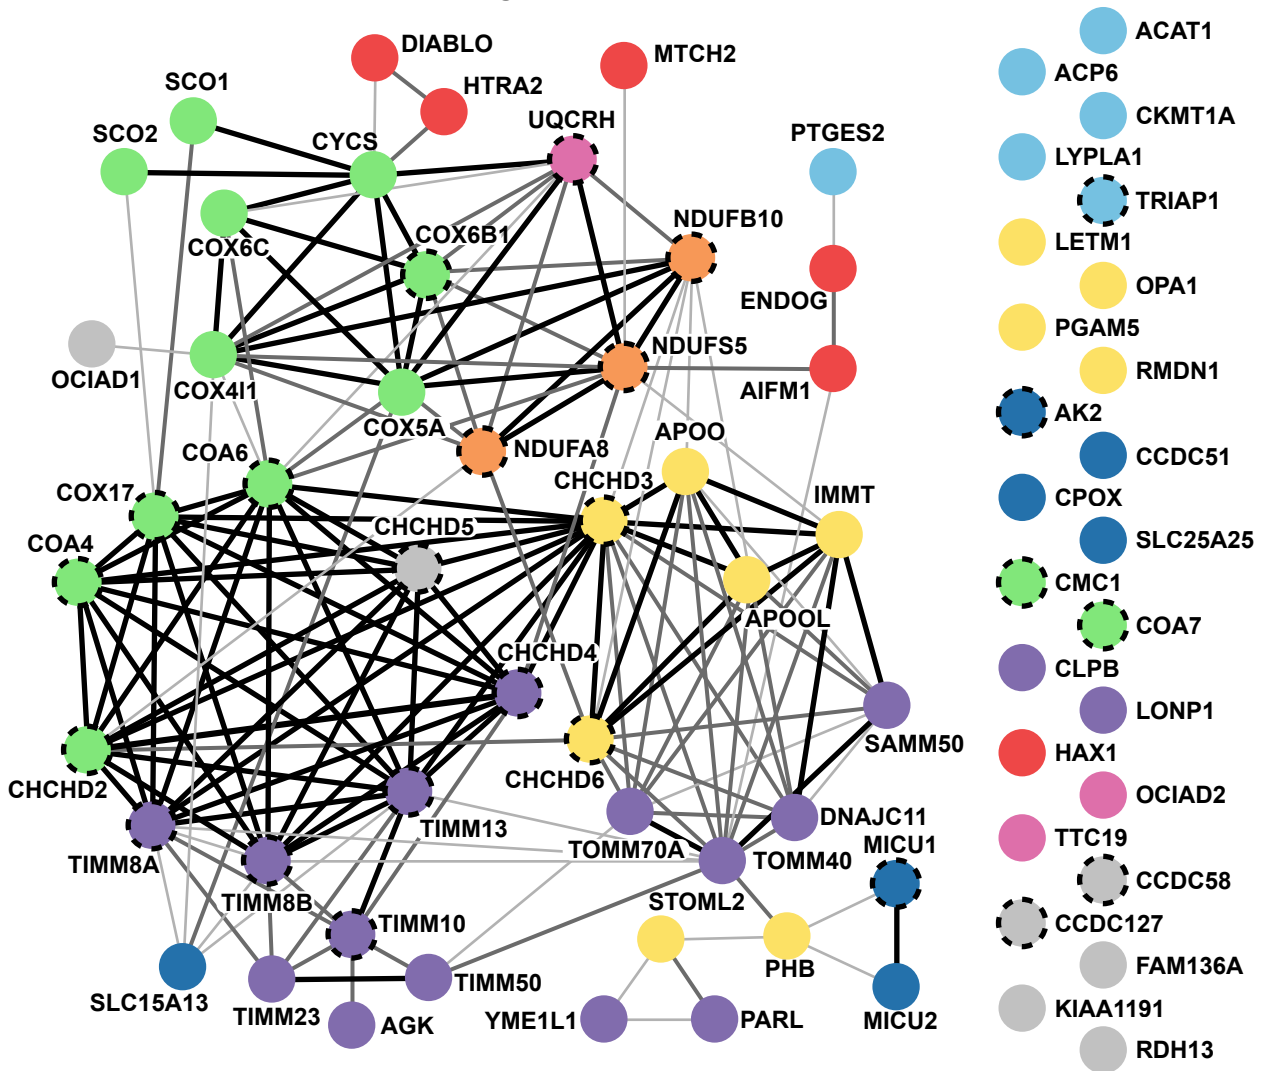 ACAT1
DIABLO
MTCH2
ACP6
SCO1
HTRA2
CKMT1A
UQCRH
SCO2
CYCS
PTGES2
LYPLA1
TRIAP1
NDUFB10
COX6B1
COX6C
LETM1
OPA1
ENDOG
PGAM5
NDUFS5
OCIAD1
COX4I1
AIFM1
RMDN1
AK2
COX5A
APOO
COA6
NDUFA8
CCDC51
CHCHD3
COX17
IMMT
CPOX
CHCHD5
COA4
SLC25A25
CMC1
APOOL
COA7
CHCHD4
CLPB
LONP1
SAMM50
HAX1
CHCHD6
CHCHD2
OCIAD2
DNAJC11
TIMM13
TTC19
TOMM70A
TOMM40
MICU1
TIMM8A
CCDC58
TIMM8B
STOML2
TIMM10
CCDC127
FAM136A
PHB
TIMM50
SLC15A13
KIAA1191
TIMM23
AGK
YME1L1
PARL
MICU2
RDH13